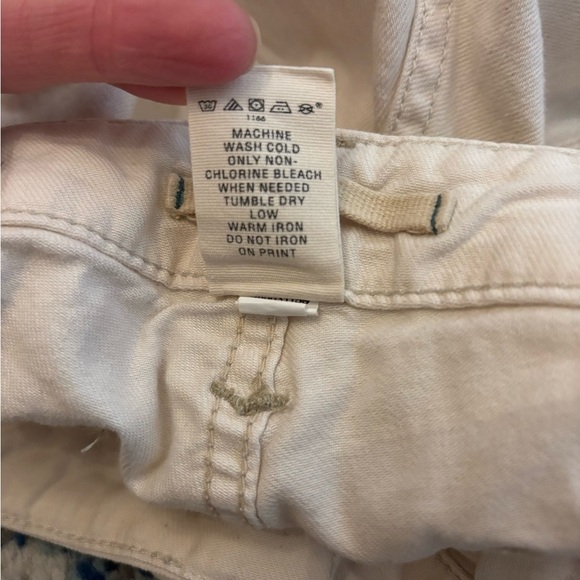 1166
MACHINE
WASH COLD
ONLY NON-
CHLORINE BLEACH
WHEN NEEDED
TUMBLE DRY
LOW
WARM IRON
DO NOT IRON
ON PRINT